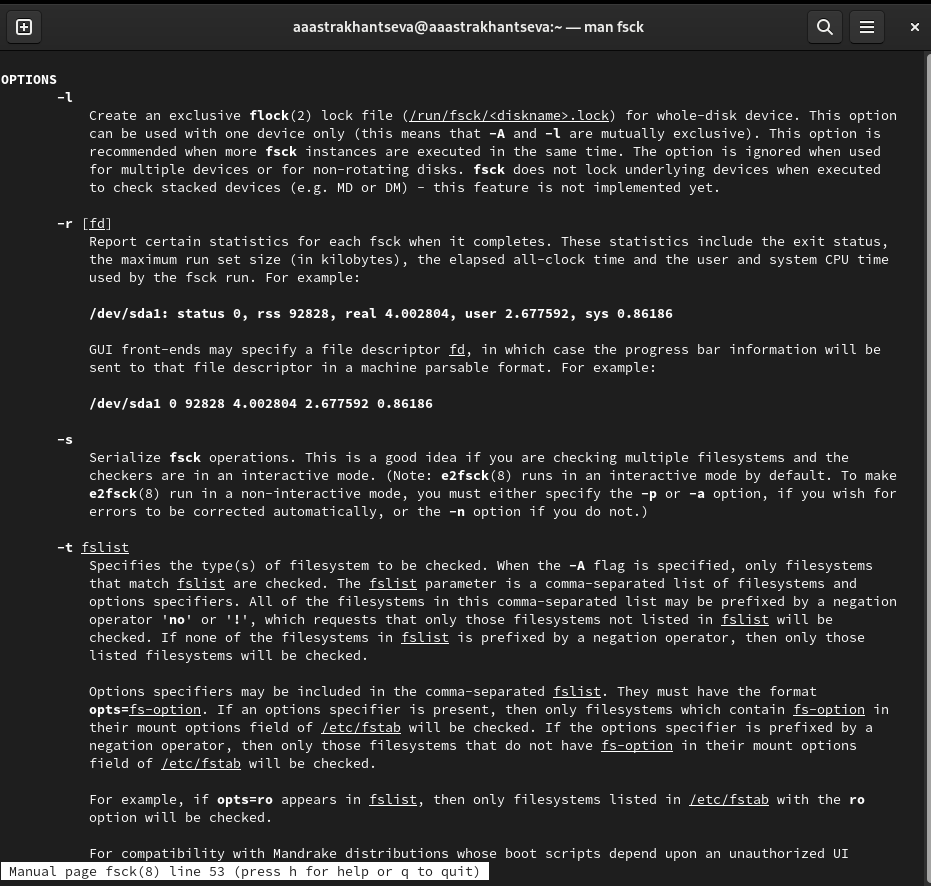 aaastrakhantseva@aaastrakhantseva:~ — man fsck
OPTIONS
-l
Create an exclusive flock(2) lock file (/run/fsck/<diskname>.lock) for whole-disk device. This option
can be used with one device only (this means that -A and -l are mutually exclusive). This option is
recommended when more fsck instances are executed in the same time. The option is ignored when used
for multiple devices or for non-rotating disks. fsck does not lock underlying devices when executed
to check stacked devices (e.g. MD or DM) - this feature is not implemented yet.
-r [fd]
Report certain statistics for each fsck when it completes. These statistics include the exit status,
the maximum run set size (in kilobytes), the elapsed all-clock time and the user and system CPU time
used by the fsck run. For example:
/dev/sda1: status 0, rss 92828, real 4.002804, user 2.677592, sys 0.86186
GUI front-ends may specify a file descriptor fd, in which case the progress bar information will be
sent to that file descriptor in a machine parsable format. For example:
/dev/sda1 0 92828 4.002804 2.677592 0.86186
-s
Serialize fsck operations. This is a good idea if you are checking multiple filesystems and the
checkers are in an interactive mode. (Note: e2fsck(8) runs in an interactive mode by default. To make
e2fsck(8) run in a non-interactive mode, you must either specify the -p or -a option, if you wish for
errors to be corrected automatically, or the -n option if you do not.)
-t fslist
Specifies the type(s) of filesystem to be checked. When the -A flag is specified, only filesystems
that match fslist are checked. The fslist parameter is a comma-separated list of filesystems and
options specifiers. All of the filesystems in this comma-separated list may be prefixed by a negation
operator 'no' or '!', which requests that only those filesystems not listed in fslist will be
checked. If none of the filesystems in fslist is prefixed by a negation operator, then only those
listed filesystems will be checked.
Options specifiers may be included in the comma-separated fslist. They must have the format
opts=fs-option. If an options specifier is present, then only filesystems which contain fs-option in
their mount options field of /etc/fstab will be checked. If the options specifier is prefixed by a
negation operator, then only those filesystems that do not have fs-option in their mount options
field of /etc/fstab will be checked.
For example, if opts=ro appears in fslist, then only filesystems listed in /etc/fstab with the ro
option will be checked.
For compatibility with Mandrake distributions whose boot scripts depend upon an unauthorized UI
Manual page fsck(8) line 53 (press h for help or q to quit)